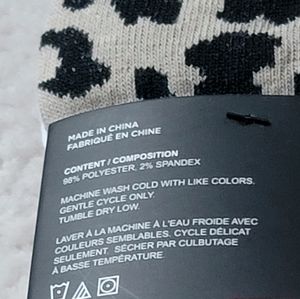 MADE IN CHINA
FABRIQUÉ EN CHINE
CONTENT / COMPOSITION
98% POLYESTER, 2% SPANDEX
MACHINE WASH COLD WITH LIKE COLORS.
GENTLE CYCLE ONLY.
TUMBLE DRY LOW.
LAVER À LA MACHINE À L'EAU FROIDE AVEC
COULEURS SEMBLABLES. CYCLE DÉLICAT
SEULEMENT. SÉCHER PAR CULBUTAGE
À BASSE TEMPÉRATURE.